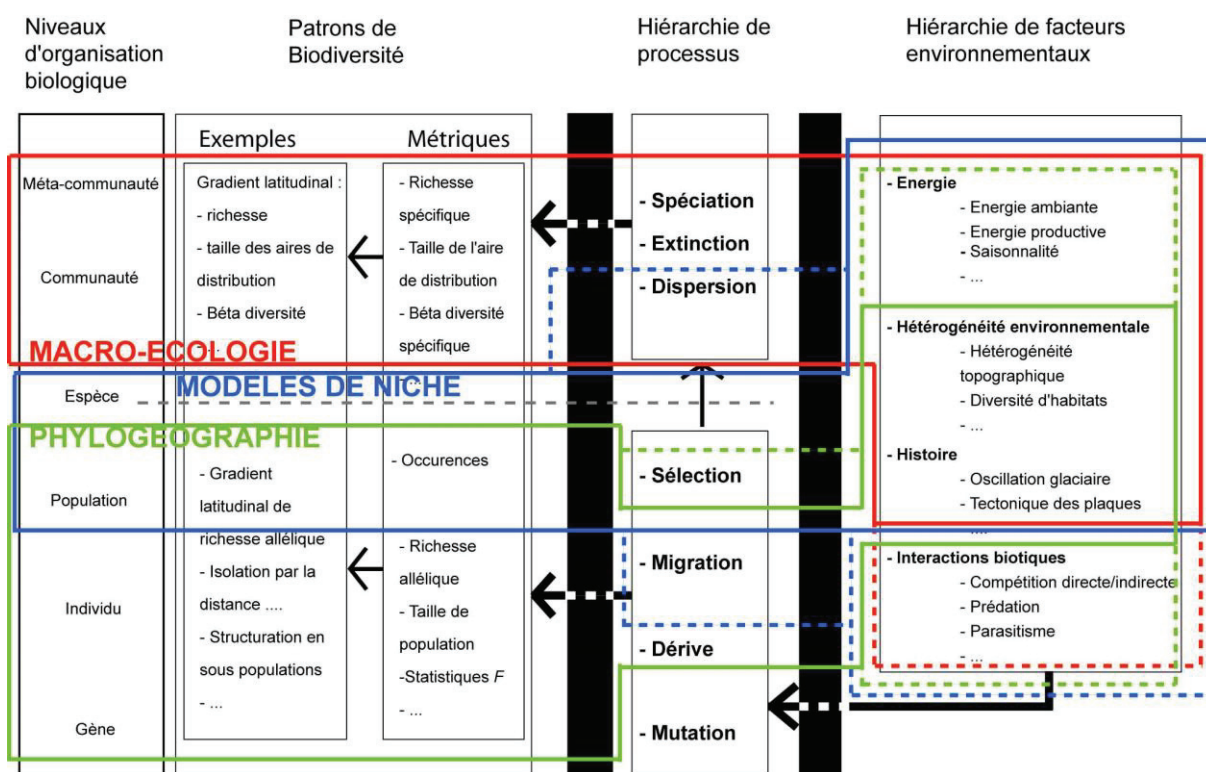 Niveaux
d'organisation
biologique
Patrons de
Biodiversité
Hiérarchie de
processus
Hiérarchie de facteurs
environnementaux
Exemples
Métriques
Méta-communauté
Communauté
Espèce
Population
Individu
Gène
MACRO-ECOLOGIE
MODELES DE NICHE
PHYLOGEOGRAPHIE
Gradient latitudinal :
- richesse
- taille des aires de
distribution
- Béta diversité
- ...
- Gradient
latitudinal de
richesse allélique
- Isolation par la
distance ....
- Structuration en
sous populations
- ...
- Richesse
spécifique
- Taille de l'aire
de distribution
- Béta diversité
spécifique
- ...
- Occurences
- Richesse
allélique
- Taille de
population
-Statistiques F
- ...
- Spéciation
- Extinction
- Dispersion
- Sélection
- Migration
- Dérive
- Mutation
- Energie
- Energie ambiante
- Energie productive
- Saisonnalité
- ...
- Hétérogénéité environnementale
- Hétérogénéité
topographique
- Diversité d'habitats
- ...
- Histoire
- Oscillation glaciaire
- Tectonique des plaques
....
- Interactions biotiques
- Compétition directe/indirecte
- Prédation
- Parasitisme
- ...